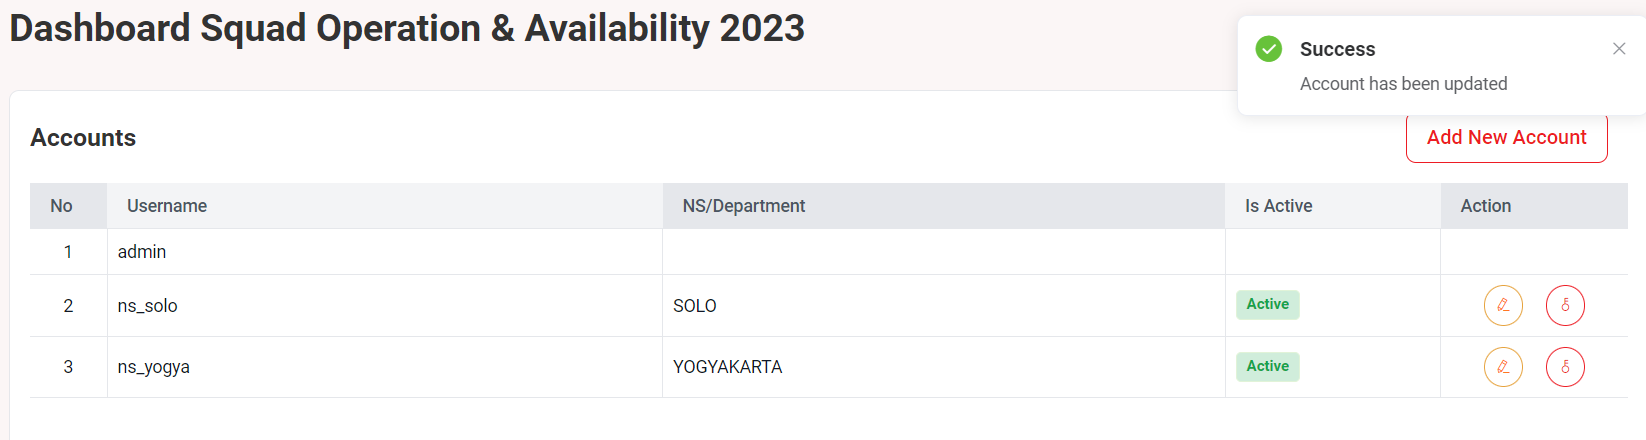 Dashboard Squad Operation & Availability 2023
Success
Account has been updated
Accounts
Add New Account
No Username NS/Department Is Active Action
1 admin
2 ns_solo SOLO Active
3 ns_yogya YOGYAKARTA Active